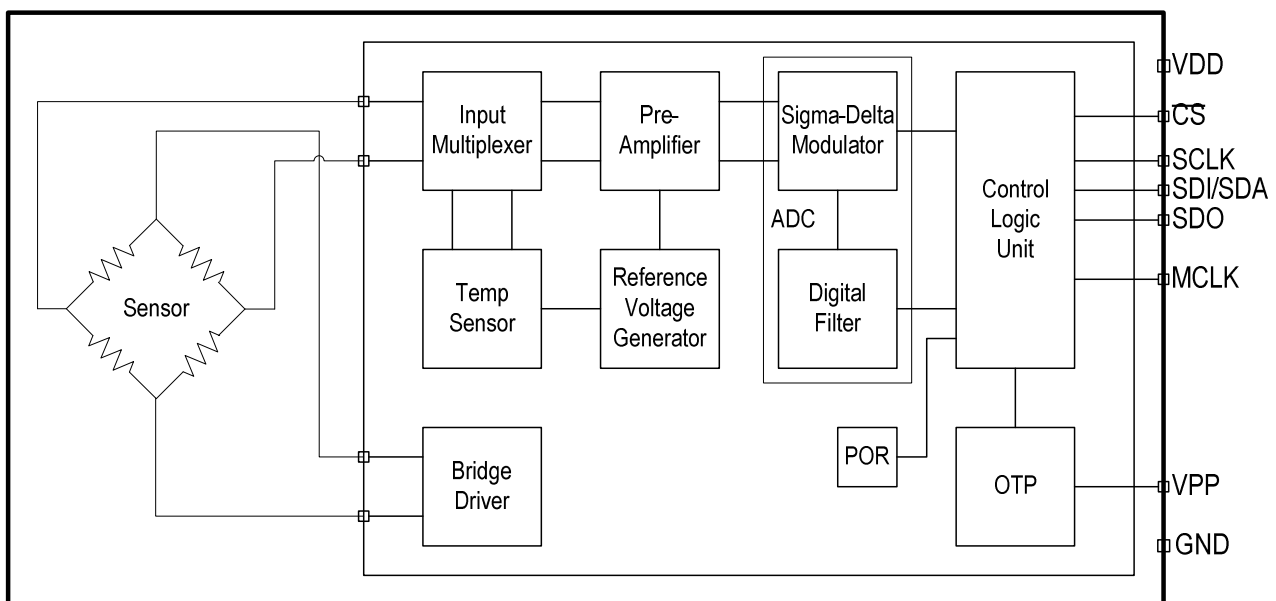 VDD
CS
SCLK
SDI/SDA
SDO
MCLK
VPP
GND
Input
Multiplexer
Pre-
Amplifier
Sigma-Delta
Modulator
Control
Logic
Unit
ADC
Sensor
Temp
Sensor
Reference
Voltage
Generator
Digital
Filter
Bridge
Driver
POR
OTP